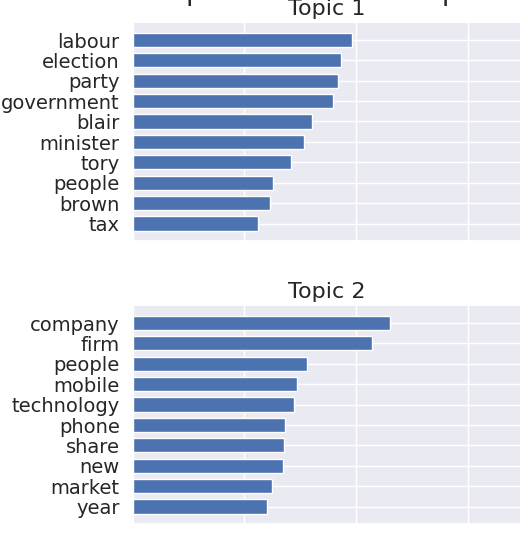 Topic 1
labour
election
party
government
blair
minister
tory
people
brown
tax
Topic 2
company
firm
people
mobile
technology
phone
share
new
market
year